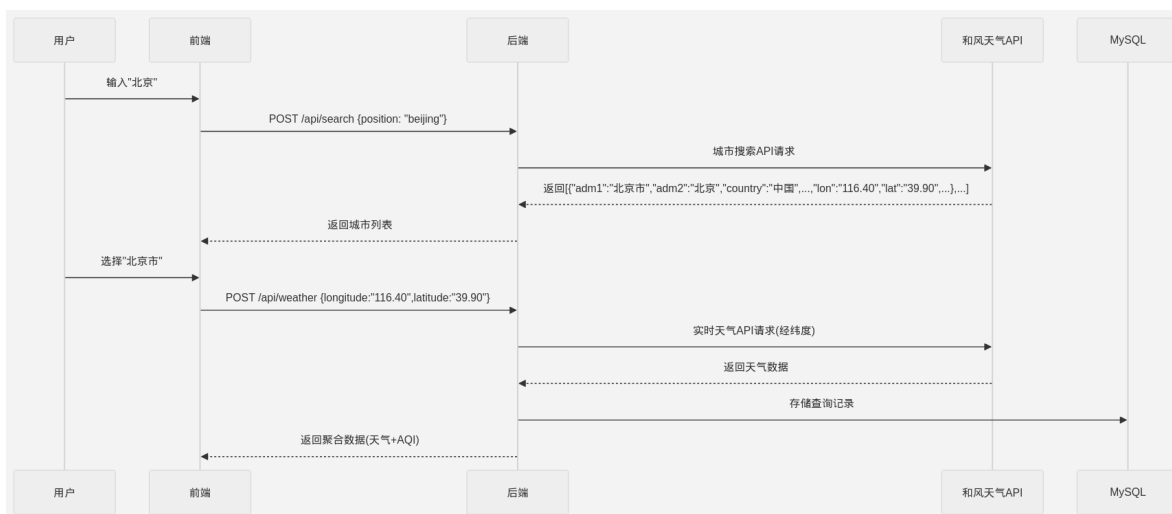 用户 前端 后端 和风天气API MySQL
输入"北京"
POST /api/search {position: "beijing"}
城市搜索API请求
返回[{"adm1":"北京市","adm2":"北京","country":"中国",...,"lon":"116.40","lat":"39.90",...},...]
返回城市列表
选择"北京市"
POST /api/weather {longitude:"116.40",latitude:"39.90"}
实时天气API请求(经纬度)
返回天气数据
存储查询记录
返回聚合数据(天气+AQI)
用户 前端 后端 和风天气API MySQL